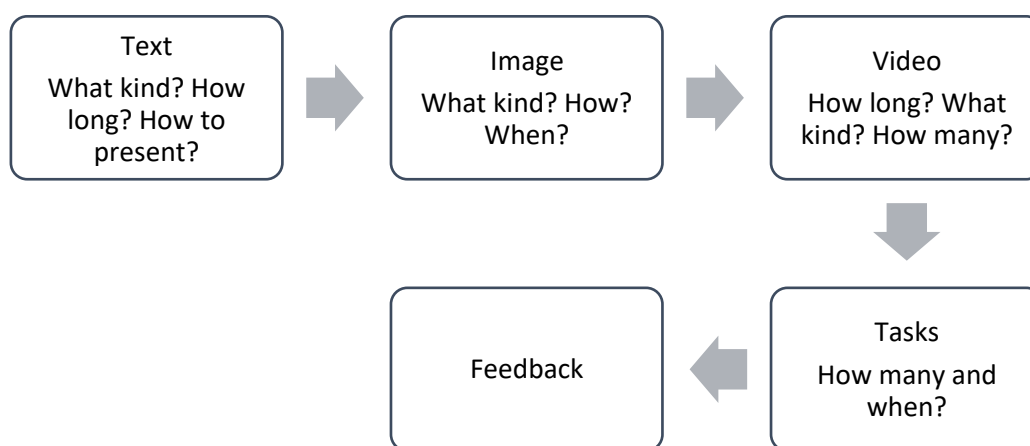 Text
What kind? How
long? How to
present?
Image
What kind? How?
When?
Video
How long? What
kind? How many?
Tasks
How many and
when?
Feedback